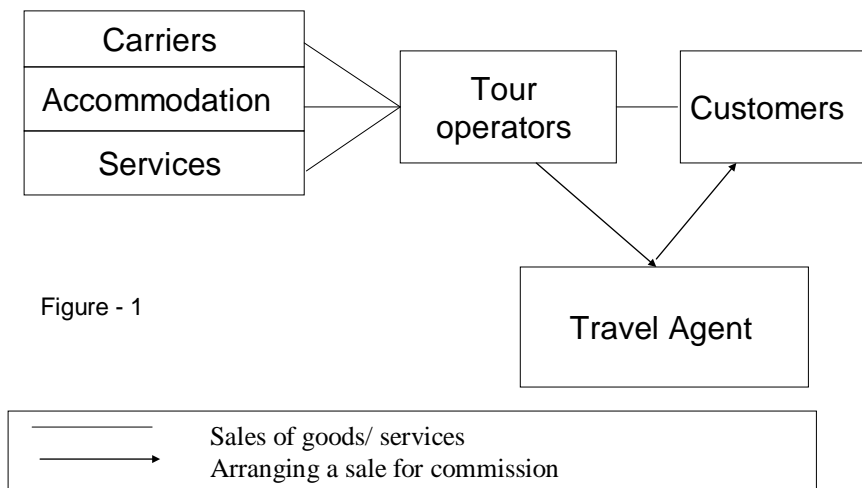 Carriers
Accommodation
Services
Tour
operators
Customers
Travel Agent
Figure - 1
Sales of goods/ services
Arranging a sale for commission